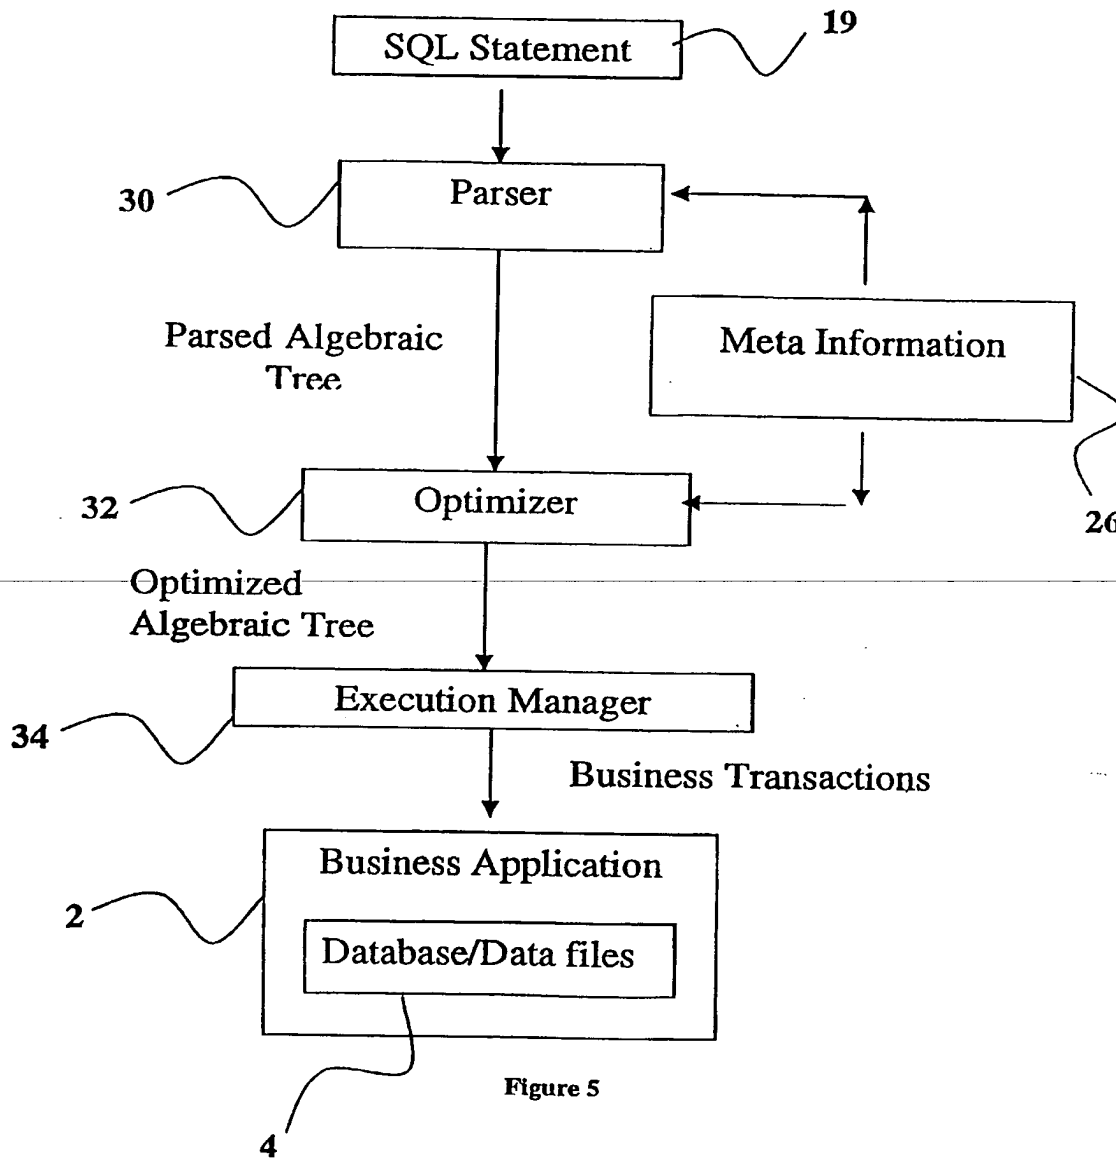 19
SQL Statement
30
Parser
Parsed Algebraic
Tree
Meta Information
32
Optimizer
26
Optimized
Algebraic Tree
Execution Manager
34
Business Transactions
Business Application
2
Database/Data files
Figure 5
4